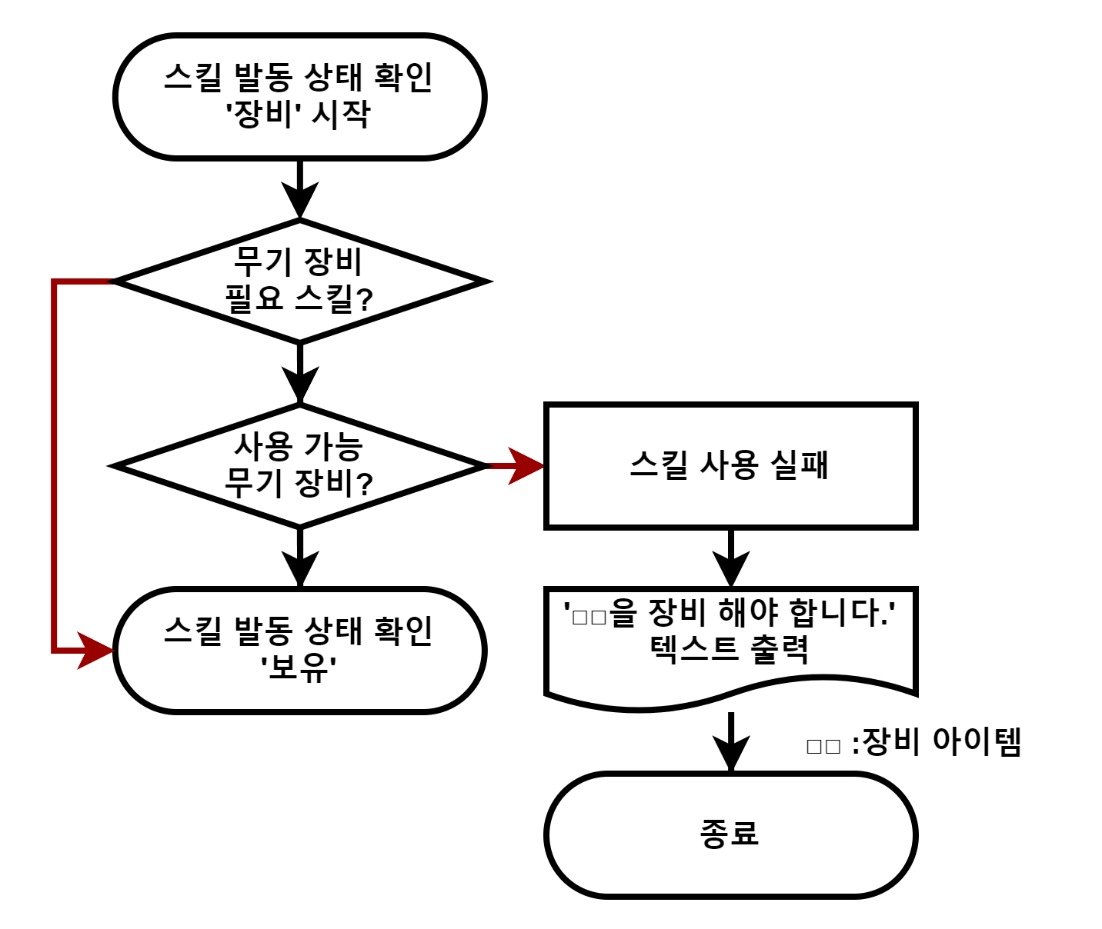 스킬 발동 상태 확인
'장비' 시작
무기 장비
필요 스킬?
사용 가능
무기 장비?
스킬 사용 실패
스킬 발동 상태 확인
'보유'
'□□을 장비 해야 합니다.'
텍스트 출력
□□ :장비 아이템
종료